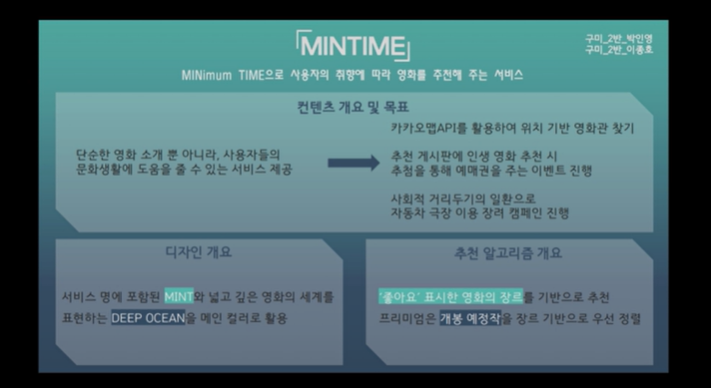 「MINTIME」
구미_2반_박인영
구미_2반_이종호
MINimum TIME으로 사용자의 취향에 따라 영화를 추천해 주는 서비스
컨텐츠 개요 및 목표
단순한 영화 소개 뿐 아니라, 사용자들의
문화생활에 도움을 줄 수 있는 서비스 제공
카카오맵API를 활용하여 위치 기반 영화관 찾기
추천 게시판에 인생 영화 추천 시
추첨을 통해 예매권을 주는 이벤트 진행
사회적 거리두기의 일환으로
자동차 극장 이용 장려 캠페인 진행
디자인 개요
서비스 명에 포함된 MINT와 넓고 깊은 영화의 세계를
표현하는 DEEP OCEAN을 메인 컬러로 활용
추천 알고리즘 개요
'좋아요' 표시한 영화의 장르를 기반으로 추천
프리미엄은 개봉 예정작을 장르 기반으로 우선 정렬